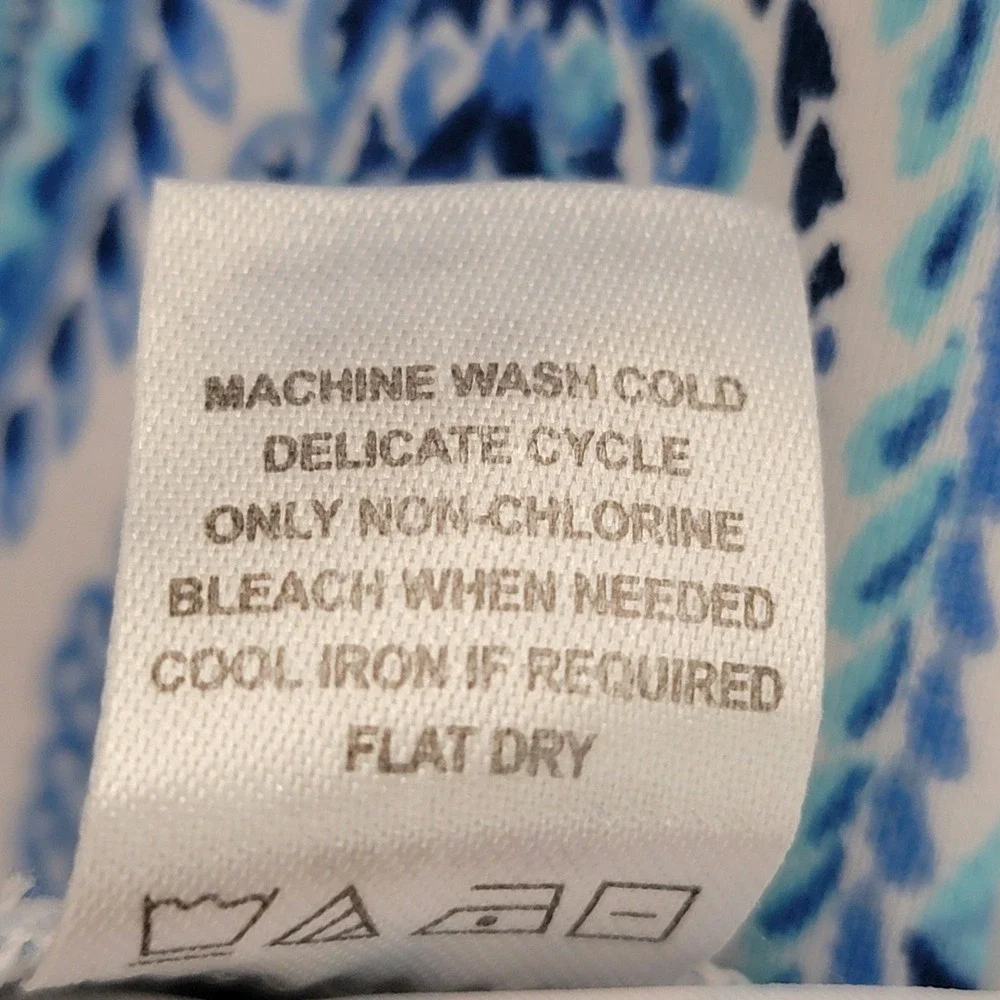 MACHINE WASH COLD
DELICATE CYCLE
ONLY NON-CHLORINE
BLEACH WHEN NEEDED
COOL IRON IF REQUIRED
FLAT DRY